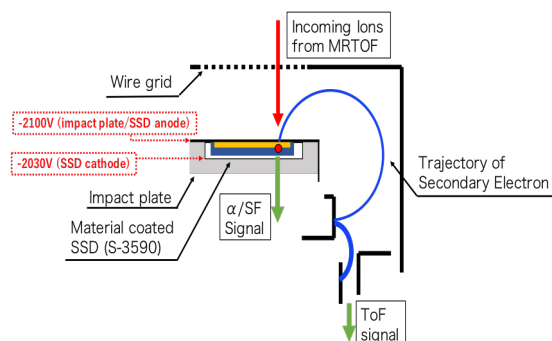 Incoming Ions
from MRTOF
Wire grid
-2100V (impact plate/SSD anode)
-2030V (SSD cathode)
Trajectory of
Secondary Electron
Impact plate
α/SF
Signal
Material coated
SSD (S-3590)
ToF
signal